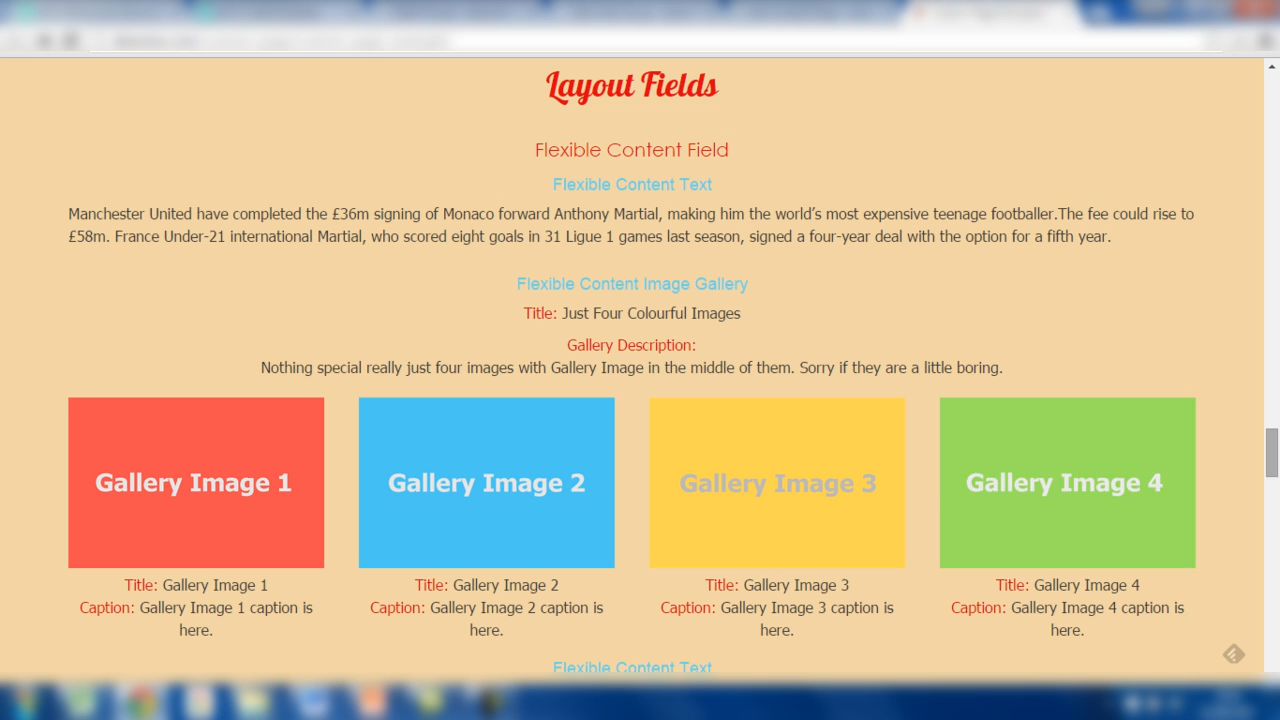 Layout Fields
Flexible Content Field
Flexible Content Text
Manchester United have completed the £36m signing of Monaco forward Anthony Martial, making him the world’s most expensive teenage footballer.The fee could rise to
£58m. France Under-21 international Martial, who scored eight goals in 31 Ligue 1 games last season, signed a four-year deal with the option for a fifth year.
Flexible Content Image Gallery
Title: Just Four Colourful Images
Gallery Description:
Nothing special really just four images with Gallery Image in the middle of them. Sorry if they are a little boring.
Gallery Image 1
Title: Gallery Image 1
Caption: Gallery Image 1 caption is
here.
Gallery Image 2
Title: Gallery Image 2
Caption: Gallery Image 2 caption is
here.
Gallery Image 3
Title: Gallery Image 3
Caption: Gallery Image 3 caption is
here.
Gallery Image 4
Title: Gallery Image 4
Caption: Gallery Image 4 caption is
here.
Flexible Content Text